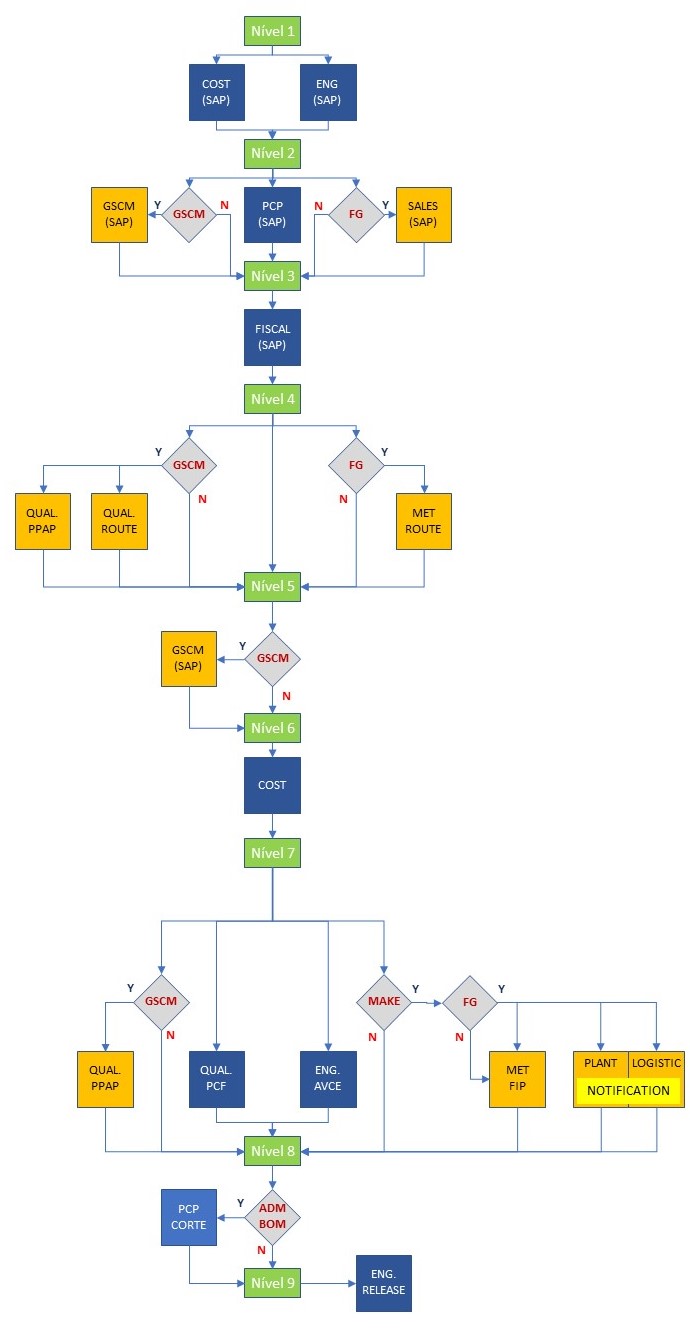 Nível 1
COST
(SAP)
ENG
(SAP)
Nível 2
GSCM
(SAP)
Y
GSCM
N
PCP
(SAP)
N
FG
Y
SALES
(SAP)
Nível 3
FISCAL
(SAP)
Nível 4
Y
GSCM
N
FG
Y
N
QUAL.
PPAP
QUAL.
ROUTE
MET
ROUTE
Nível 5
GSCM
(SAP)
Y
GSCM
N
Nível 6
COST
Nível 7
Y
GSCM
N
MAKE
Y
N
FG
Y
N
QUAL.
PPAP
QUAL.
PCF
ENG.
AVCE
MET
FIP
PLANT
LOGISTIC
NOTIFICATION
Nível 8
PCP
CORTE
Y
ADM
BOM
N
Nível 9
ENG.
RELEASE